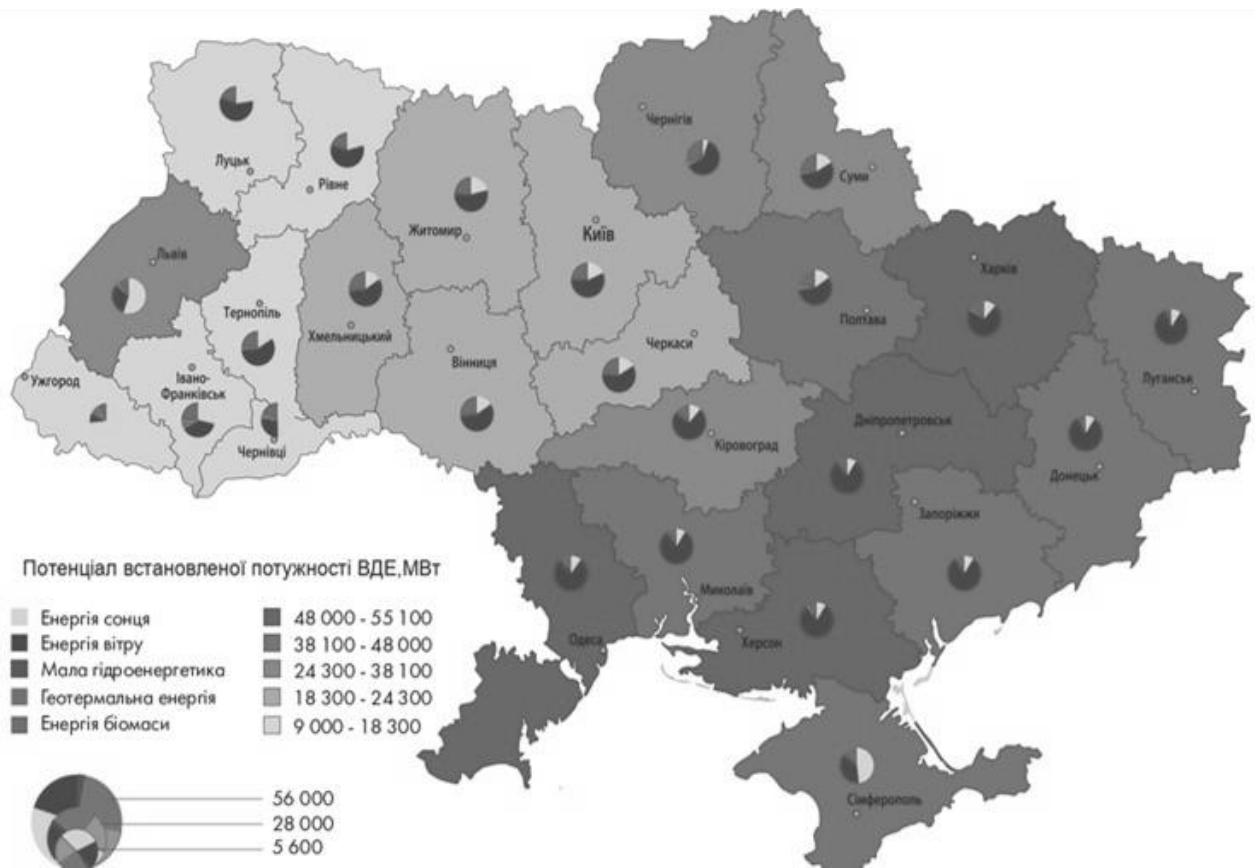 Чернігів
Суми
Луцьк
Рівне
Київ
Житомир
Львів
Харків
Тернопіль
Хмельницький
Полтава
Черкаси
Вінниця
Ужгород
Івано-
Франківськ
Луганськ
Чернівці
Кіровоград
Дніпропетровськ
Донецьк
Запоріжжи
Миколаїв
Одеса
Херсон
Сімферополь
Потенціал встановленої потужності ВДЕ,МВт
Енергія сонця
Енергія вітру
Мала гідроенергетика
Геотермальна енергія
Енергія біомаси
48 000 - 55 100
38 100 - 48 000
24 300 - 38 100
18 300 - 24 300
9 000 - 18 300
56 000
28 000
5 600